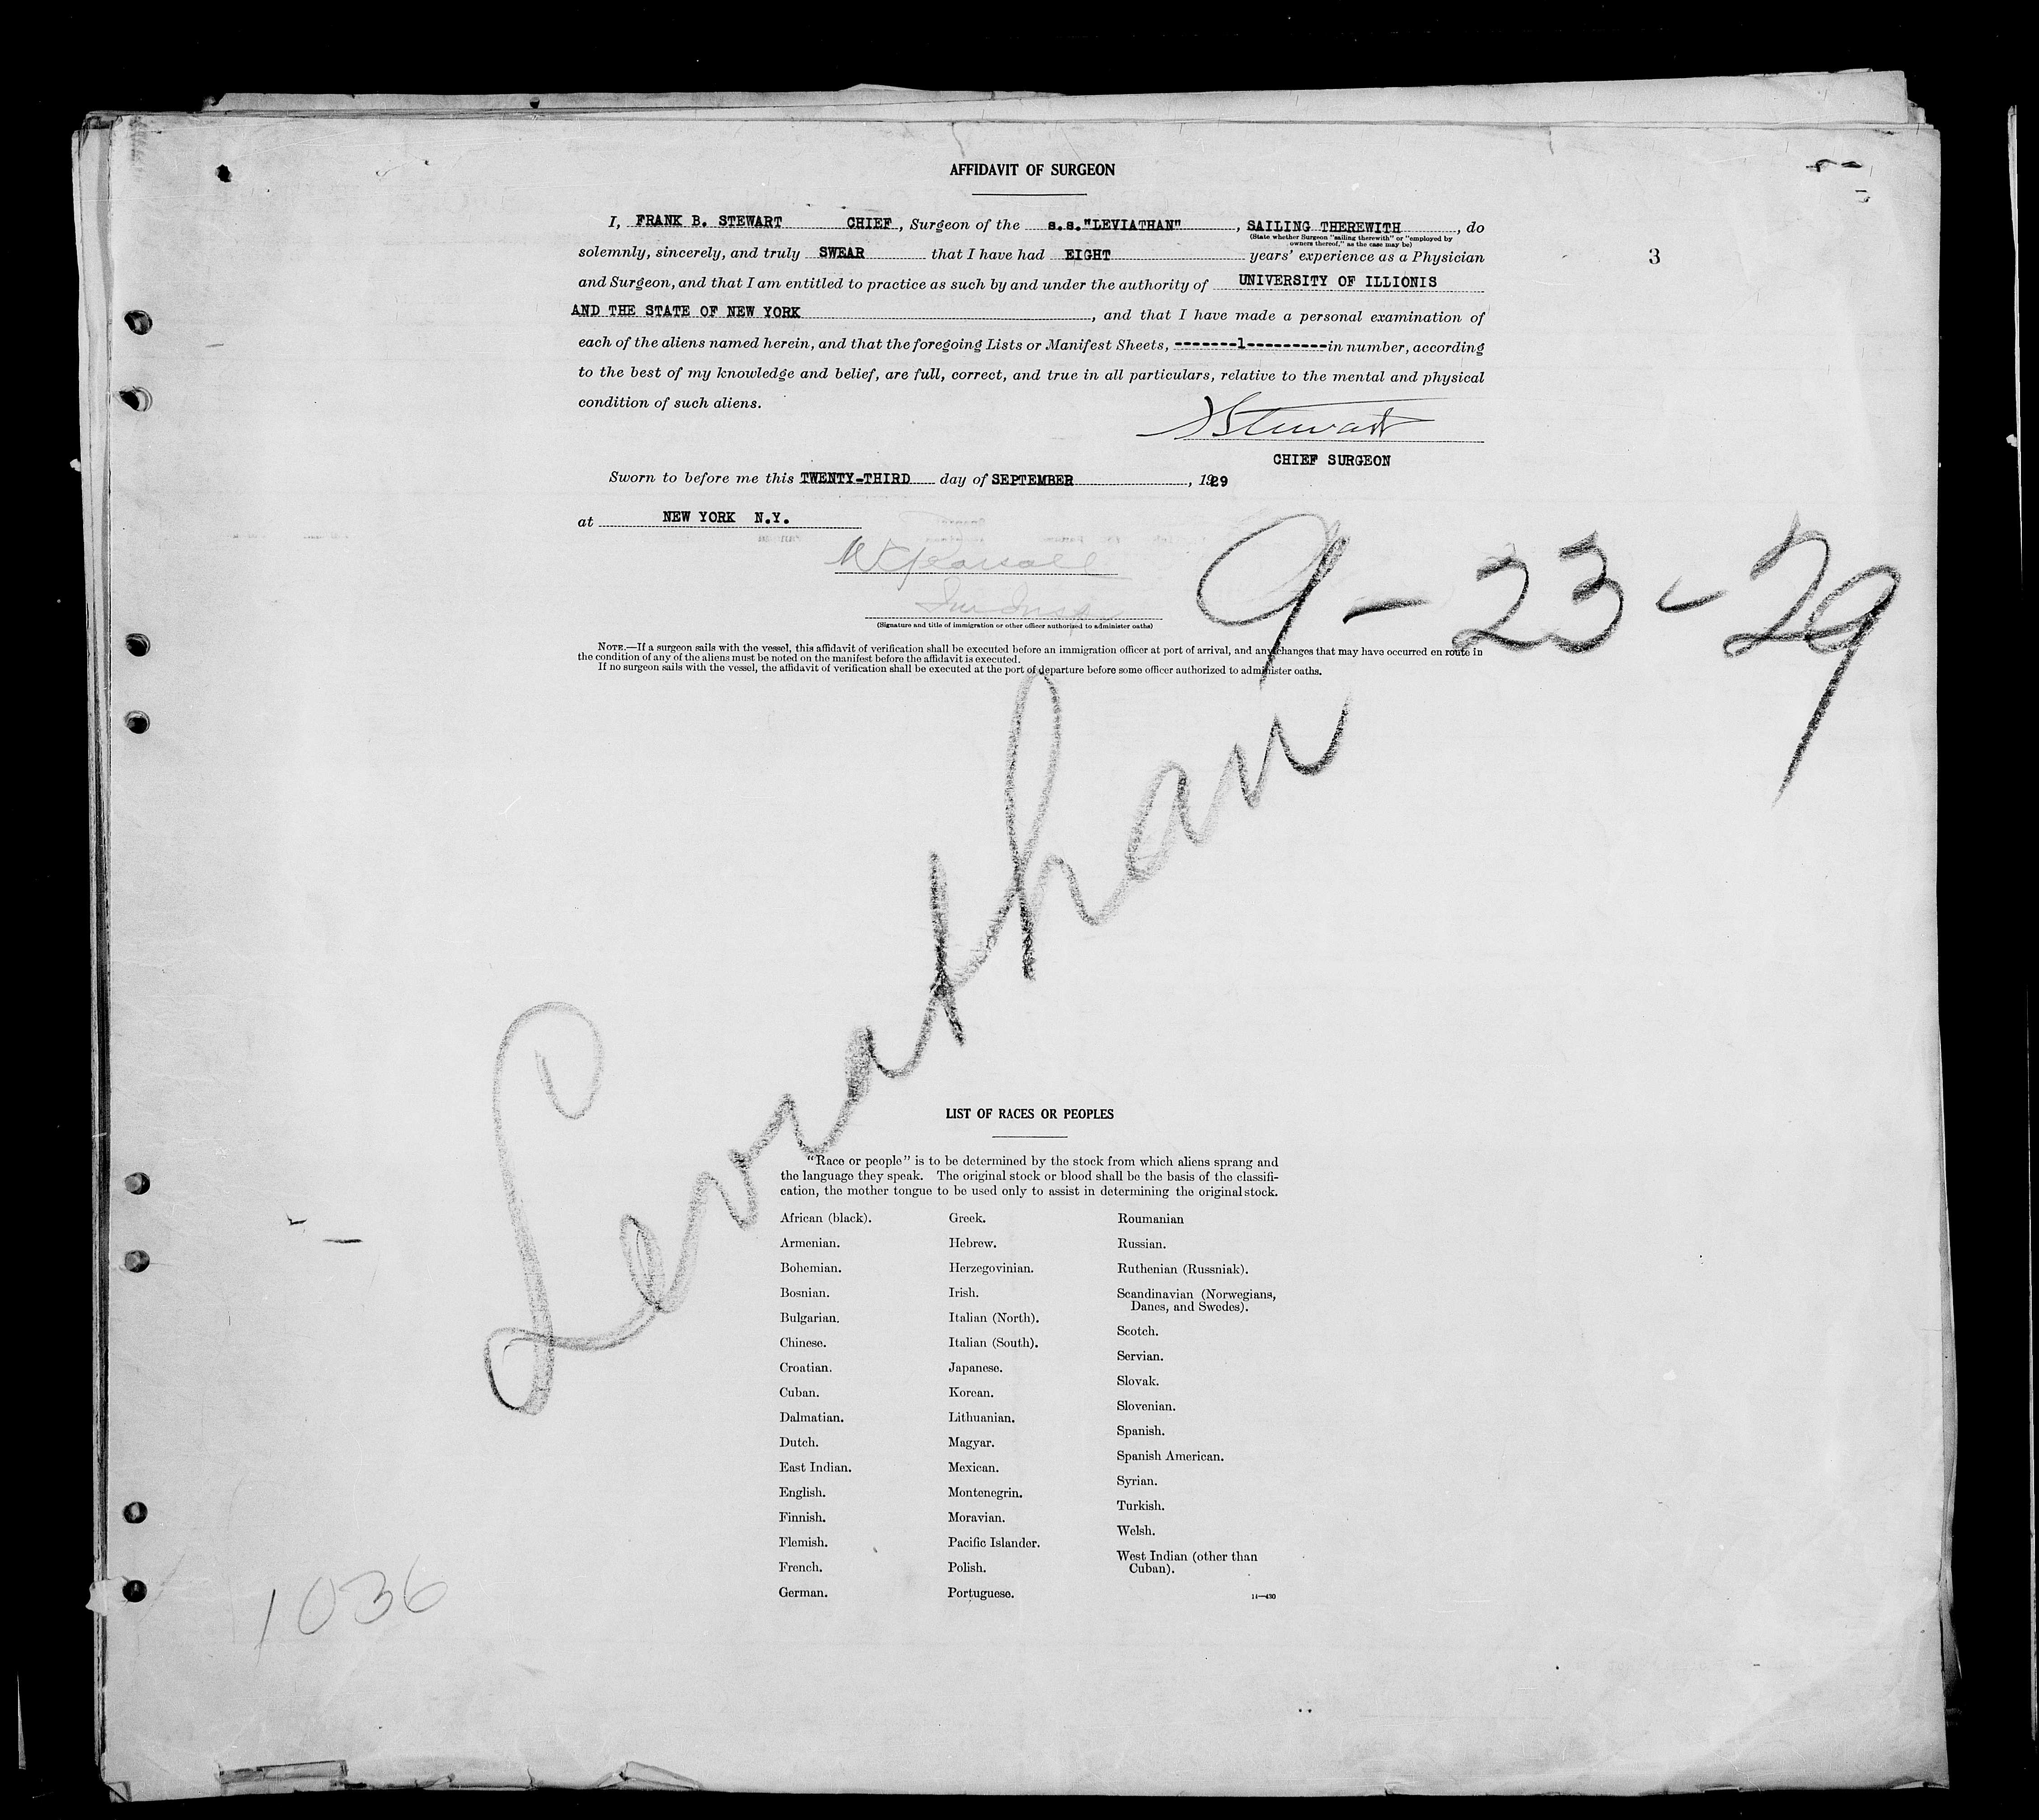 AFFIDAVIT OF SURGEON
I, FRANK B. STEWART CHIEF, Surgeon of the s.s."LEVIATHAN", SAILING THEREWITH, do
(State whether Surgeon "sailing therewith" or "employed by
owners thereof," as the case may be)
solemnly, sincerely, and truly SWEAR that I have had EIGHT years' experience as a Physician
3
and Surgeon, and that I am entitled to practice as such by and under the authority of UNIVERSITY OF ILLIONIS
AND THE STATE OF NEW YORK, and that I have made a personal examination of
each of the aliens named herein, and that the foregoing Lists or Manifest Sheets, -------1--------- in number, according
to the best of my knowledge and belief, are full, correct, and true in all particulars, relative to the mental and physical
condition of such aliens.
Stewart
CHIEF SURGEON
Sworn to before me this TWENTY-THIRD day of SEPTEMBER, 1929
at NEW YORK N.Y.
Imm Insp
(Signature and title of immigration or other officer authorized to administer oaths)
9-23-29
NOTE.—If a surgeon sails with the vessel, this affidavit of verification shall be executed before an immigration officer at port of arrival, and any changes that may have occurred en route in
the condition of any of the aliens must be noted on the manifest before the affidavit is executed.
If no surgeon sails with the vessel, the affidavit of verification shall be executed at the port of departure before some officer authorized to administer oaths.
Leviathan
LIST OF RACES OR PEOPLES
"Race or people" is to be determined by the stock from which aliens sprang and
the language they speak. The original stock or blood shall be the basis of the classifi-
cation, the mother tongue to be used only to assist in determining the original stock.
African (black).
Armenian.
Bohemian.
Bosnian.
Bulgarian.
Chinese.
Croatian.
Cuban.
Dalmatian.
Dutch.
East Indian.
English.
Finnish.
Flemish.
French.
German.
Greek.
Hebrew.
Herzegovinian.
Irish.
Italian (North).
Italian (South).
Japanese.
Korean.
Lithuanian.
Magyar.
Mexican.
Montenegrin.
Moravian.
Pacific Islander.
Polish.
Portuguese.
Roumanian
Russian.
Ruthenian (Russniak).
Scandinavian (Norwegians,
Danes, and Swedes).
Scotch.
Servian.
Slovak.
Slovenian.
Spanish.
Spanish American.
Syrian.
Turkish.
Welsh.
West Indian (other than
Cuban).
14—430
1036